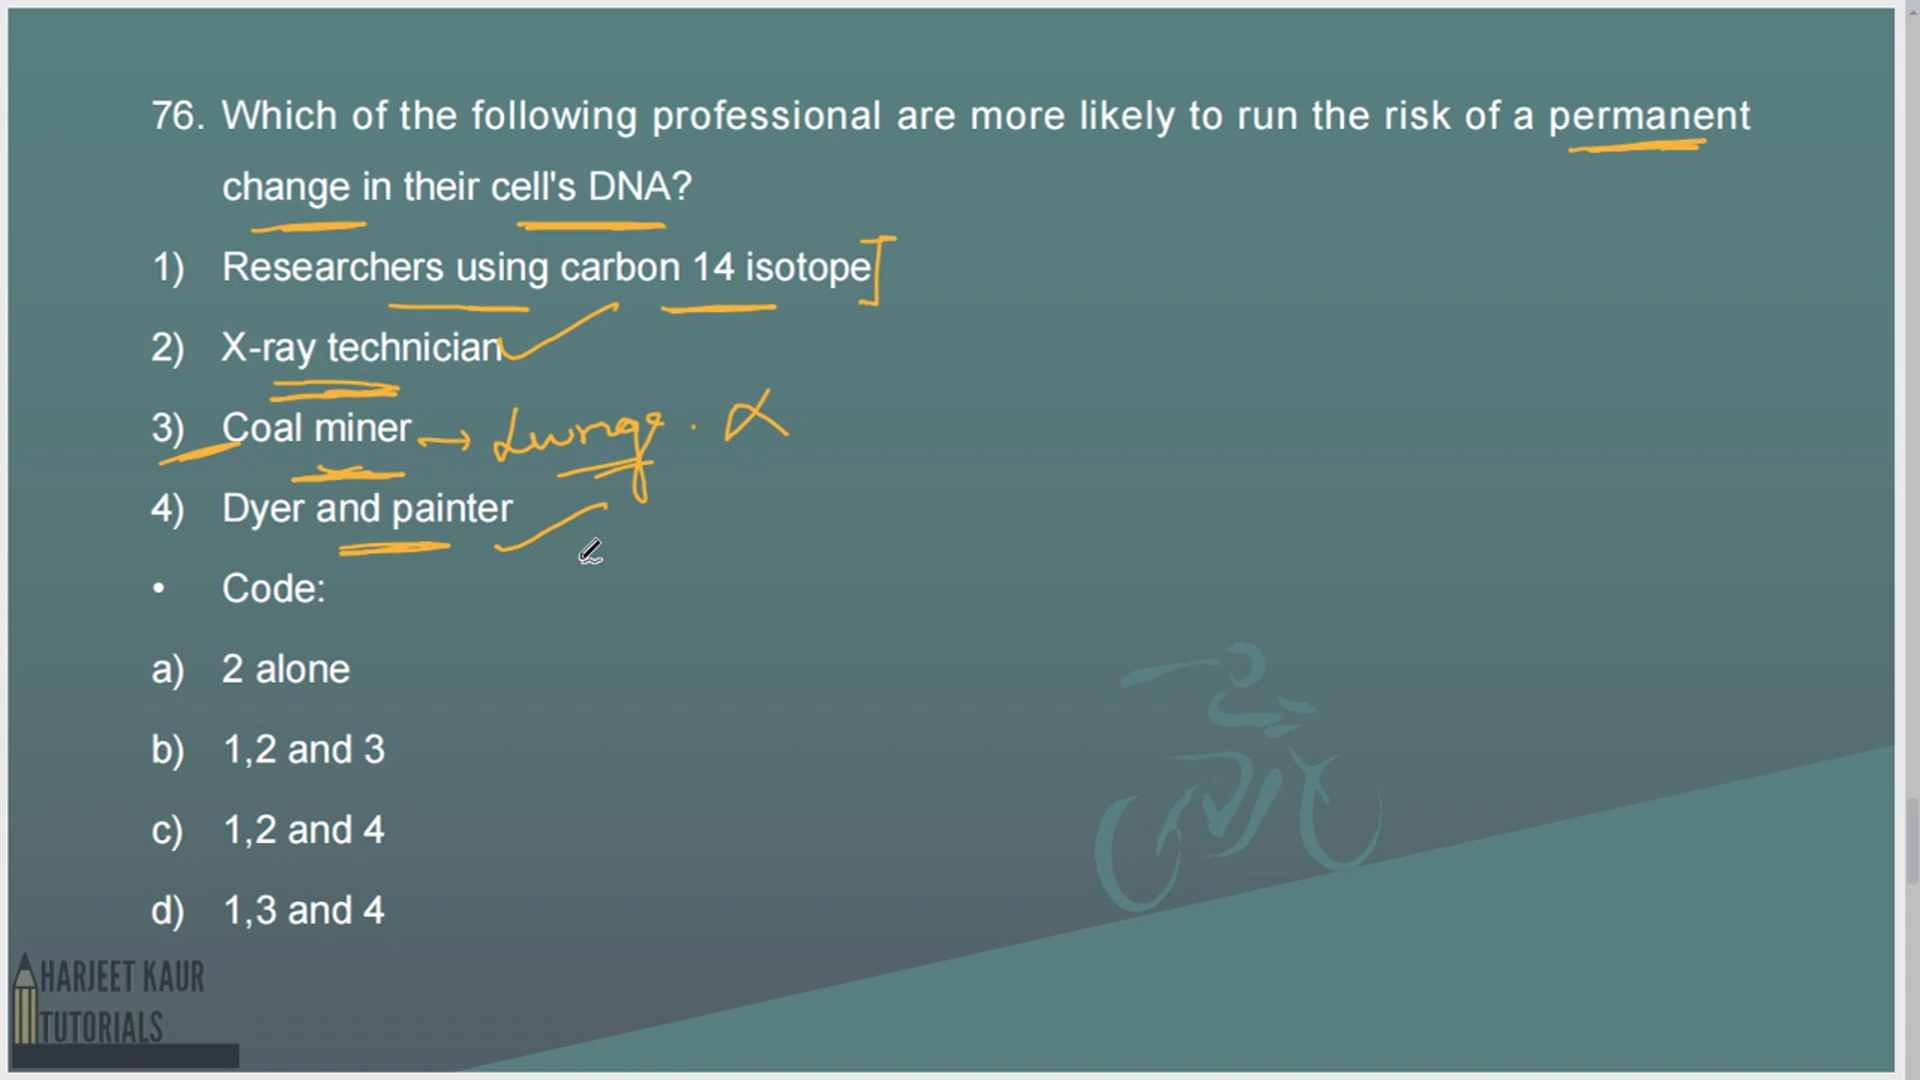 76. Which of the following professional are more likely to run the risk of a permanent
change in their cell's DNA?
1) Researchers using carbon 14 isotope
2) X-ray technician
3) Coal miner → Lungs.
4) Dyer and painter
• Code:
a) 2 alone
b) 1,2 and 3
c) 1,2 and 4
d) 1,3 and 4
HARJEET KAUR
TUTORIALS